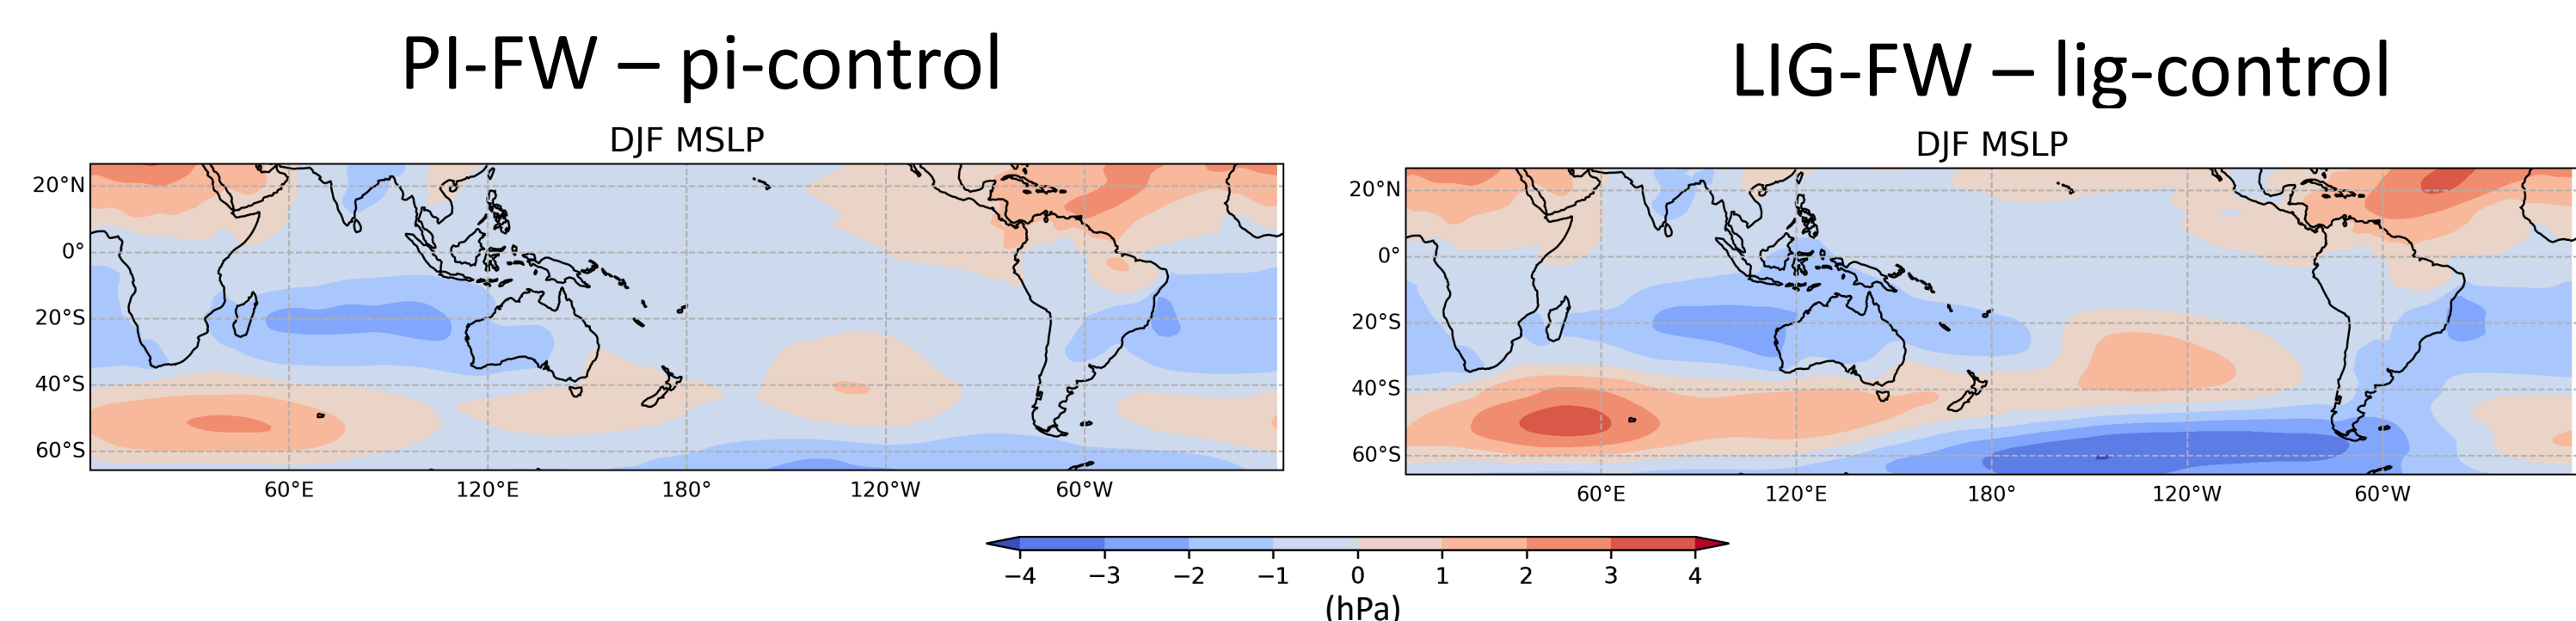 PI-FW – pi-control
DJF MSLP
20°N
0°
20°S
40°S
60°S
60°E 120°E 180° 120°W 60°W
LIG-FW – lig-control
DJF MSLP
20°N
0°
20°S
40°S
60°S
60°E 120°E 180° 120°W 60°W
−4 −3 −2 −1 0 1 2 3 4
(hPa)